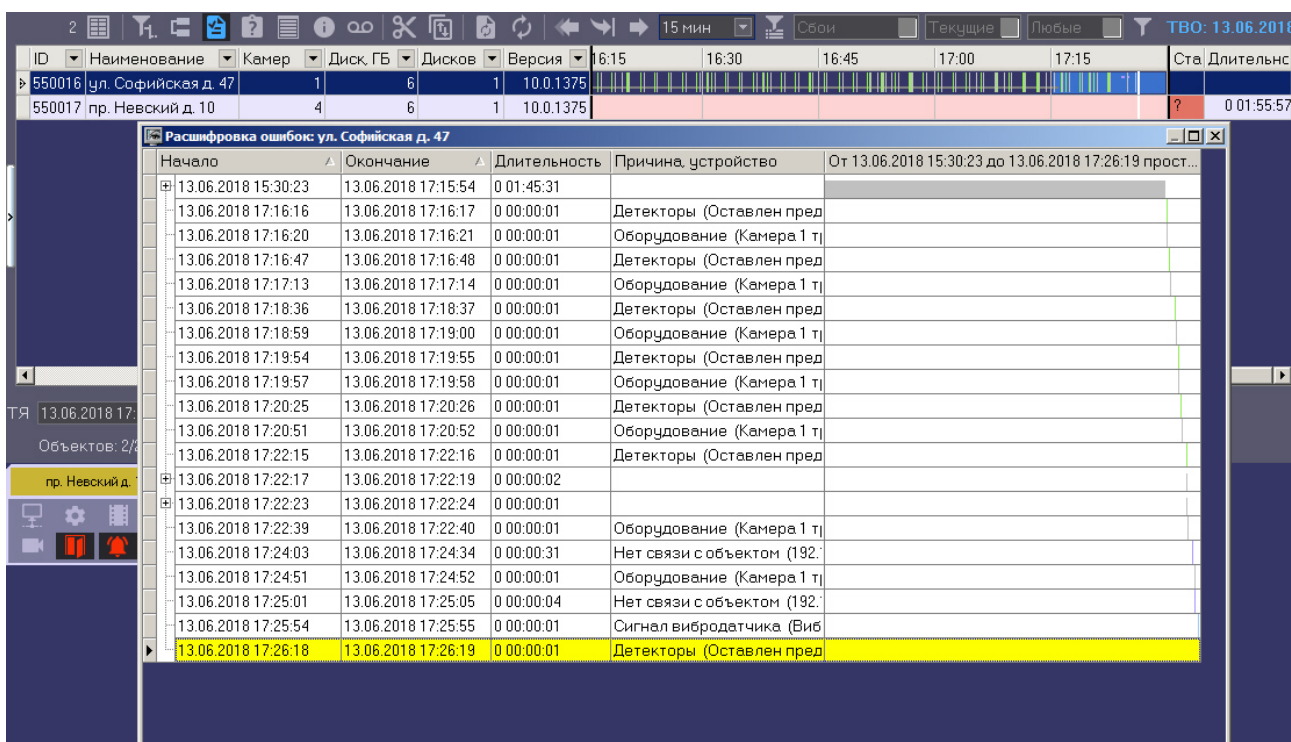 2 15 мин Сбои Текущие Любые ТВО: 13.06.2018
ID Наименование Камер Диск, ГБ Дисков Версия 16:15 16:30 16:45 17:00 17:15 Ста Длительнс
550016 ул. Софийская д. 47 1 6 1 10.0.1375
550017 пр. Невский д. 10 4 6 1 10.0.1375 ? 0 01:55:57
Расшифровка ошибок: ул. Софийская д. 47
Начало Окончание Длительность Причина, устройство От 13.06.2018 15:30:23 до 13.06.2018 17:26:19 прост...
13.06.2018 15:30:23 13.06.2018 17:15:54 0 01:45:31
13.06.2018 17:16:16 13.06.2018 17:16:17 0 00:00:01 Детекторы (Оставлен пред
13.06.2018 17:16:20 13.06.2018 17:16:21 0 00:00:01 Оборудование (Камера 1 т
13.06.2018 17:16:47 13.06.2018 17:16:48 0 00:00:01 Детекторы (Оставлен пред
13.06.2018 17:17:13 13.06.2018 17:17:14 0 00:00:01 Оборудование (Камера 1 т
13.06.2018 17:18:36 13.06.2018 17:18:37 0 00:00:01 Детекторы (Оставлен пред
13.06.2018 17:18:59 13.06.2018 17:19:00 0 00:00:01 Оборудование (Камера 1 т
13.06.2018 17:19:54 13.06.2018 17:19:55 0 00:00:01 Детекторы (Оставлен пред
13.06.2018 17:19:57 13.06.2018 17:19:58 0 00:00:01 Оборудование (Камера 1 т
13.06.2018 17:20:25 13.06.2018 17:20:26 0 00:00:01 Детекторы (Оставлен пред
13.06.2018 17:20:51 13.06.2018 17:20:52 0 00:00:01 Оборудование (Камера 1 т
13.06.2018 17:22:15 13.06.2018 17:22:16 0 00:00:01 Детекторы (Оставлен пред
13.06.2018 17:22:17 13.06.2018 17:22:19 0 00:00:02
13.06.2018 17:22:23 13.06.2018 17:22:24 0 00:00:01
13.06.2018 17:22:39 13.06.2018 17:22:40 0 00:00:01 Оборудование (Камера 1 т
13.06.2018 17:24:03 13.06.2018 17:24:34 0 00:00:31 Нет связи с объектом (192.
13.06.2018 17:24:51 13.06.2018 17:24:52 0 00:00:01 Оборудование (Камера 1 т
13.06.2018 17:25:01 13.06.2018 17:25:05 0 00:00:04 Нет связи с объектом (192.
13.06.2018 17:25:54 13.06.2018 17:25:55 0 00:00:01 Сигнал вибродатчика (Виб
13.06.2018 17:26:18 13.06.2018 17:26:19 0 00:00:01 Детекторы (Оставлен пред
ТЯ 13.06.2018 17:
Объектов: 2/2
пр. Невский д.